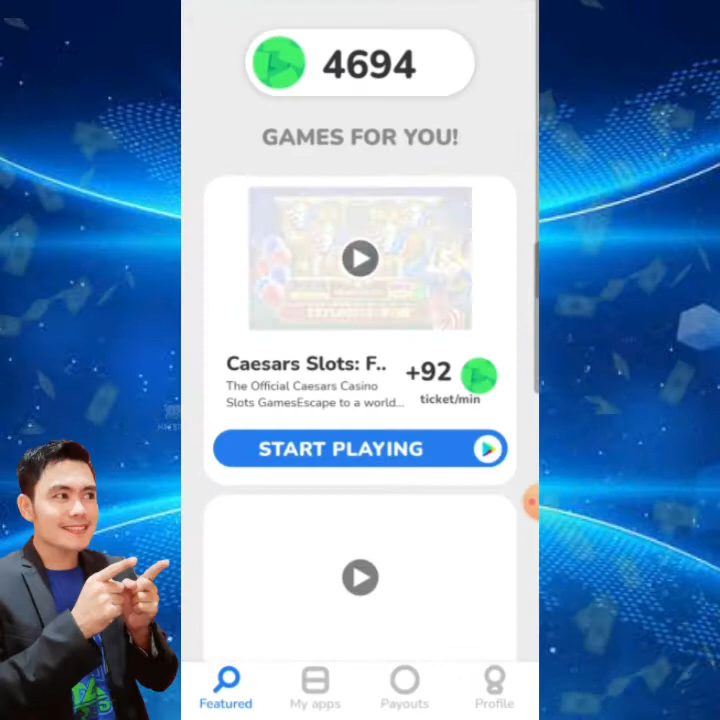 4694
GAMES FOR YOU!
Caesars Slots: F..
+92
The Official Caesars Casino
Slots GamesEscape to a world...
ticket/min
START PLAYING
Featured
My apps
Payouts
Profile